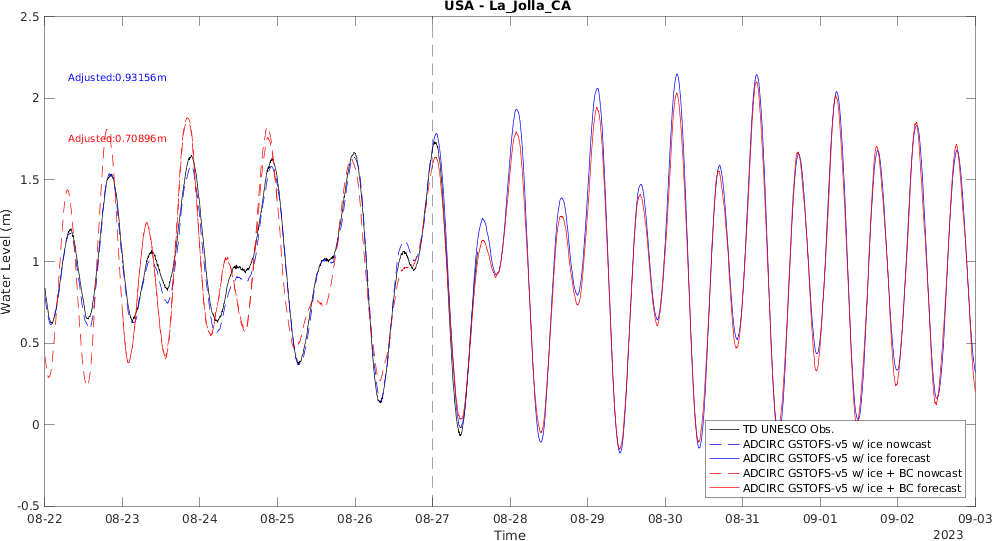 USA - La_Jolla_CA
2.5
2
1.5
1
0.5
0
-0.5
Water Level (m)
Adjusted:0.93156m
Adjusted:0.70896m
TD UNESCO Obs.
ADCIRC GSTOFS-v5 w/ ice nowcast
ADCIRC GSTOFS-v5 w/ ice forecast
ADCIRC GSTOFS-v5 w/ ice + BC nowcast
ADCIRC GSTOFS-v5 w/ ice + BC forecast
08-22 08-23 08-24 08-25 08-26 08-27 08-28 08-29 08-30 08-31 09-01 09-02 09-03
Time
2023